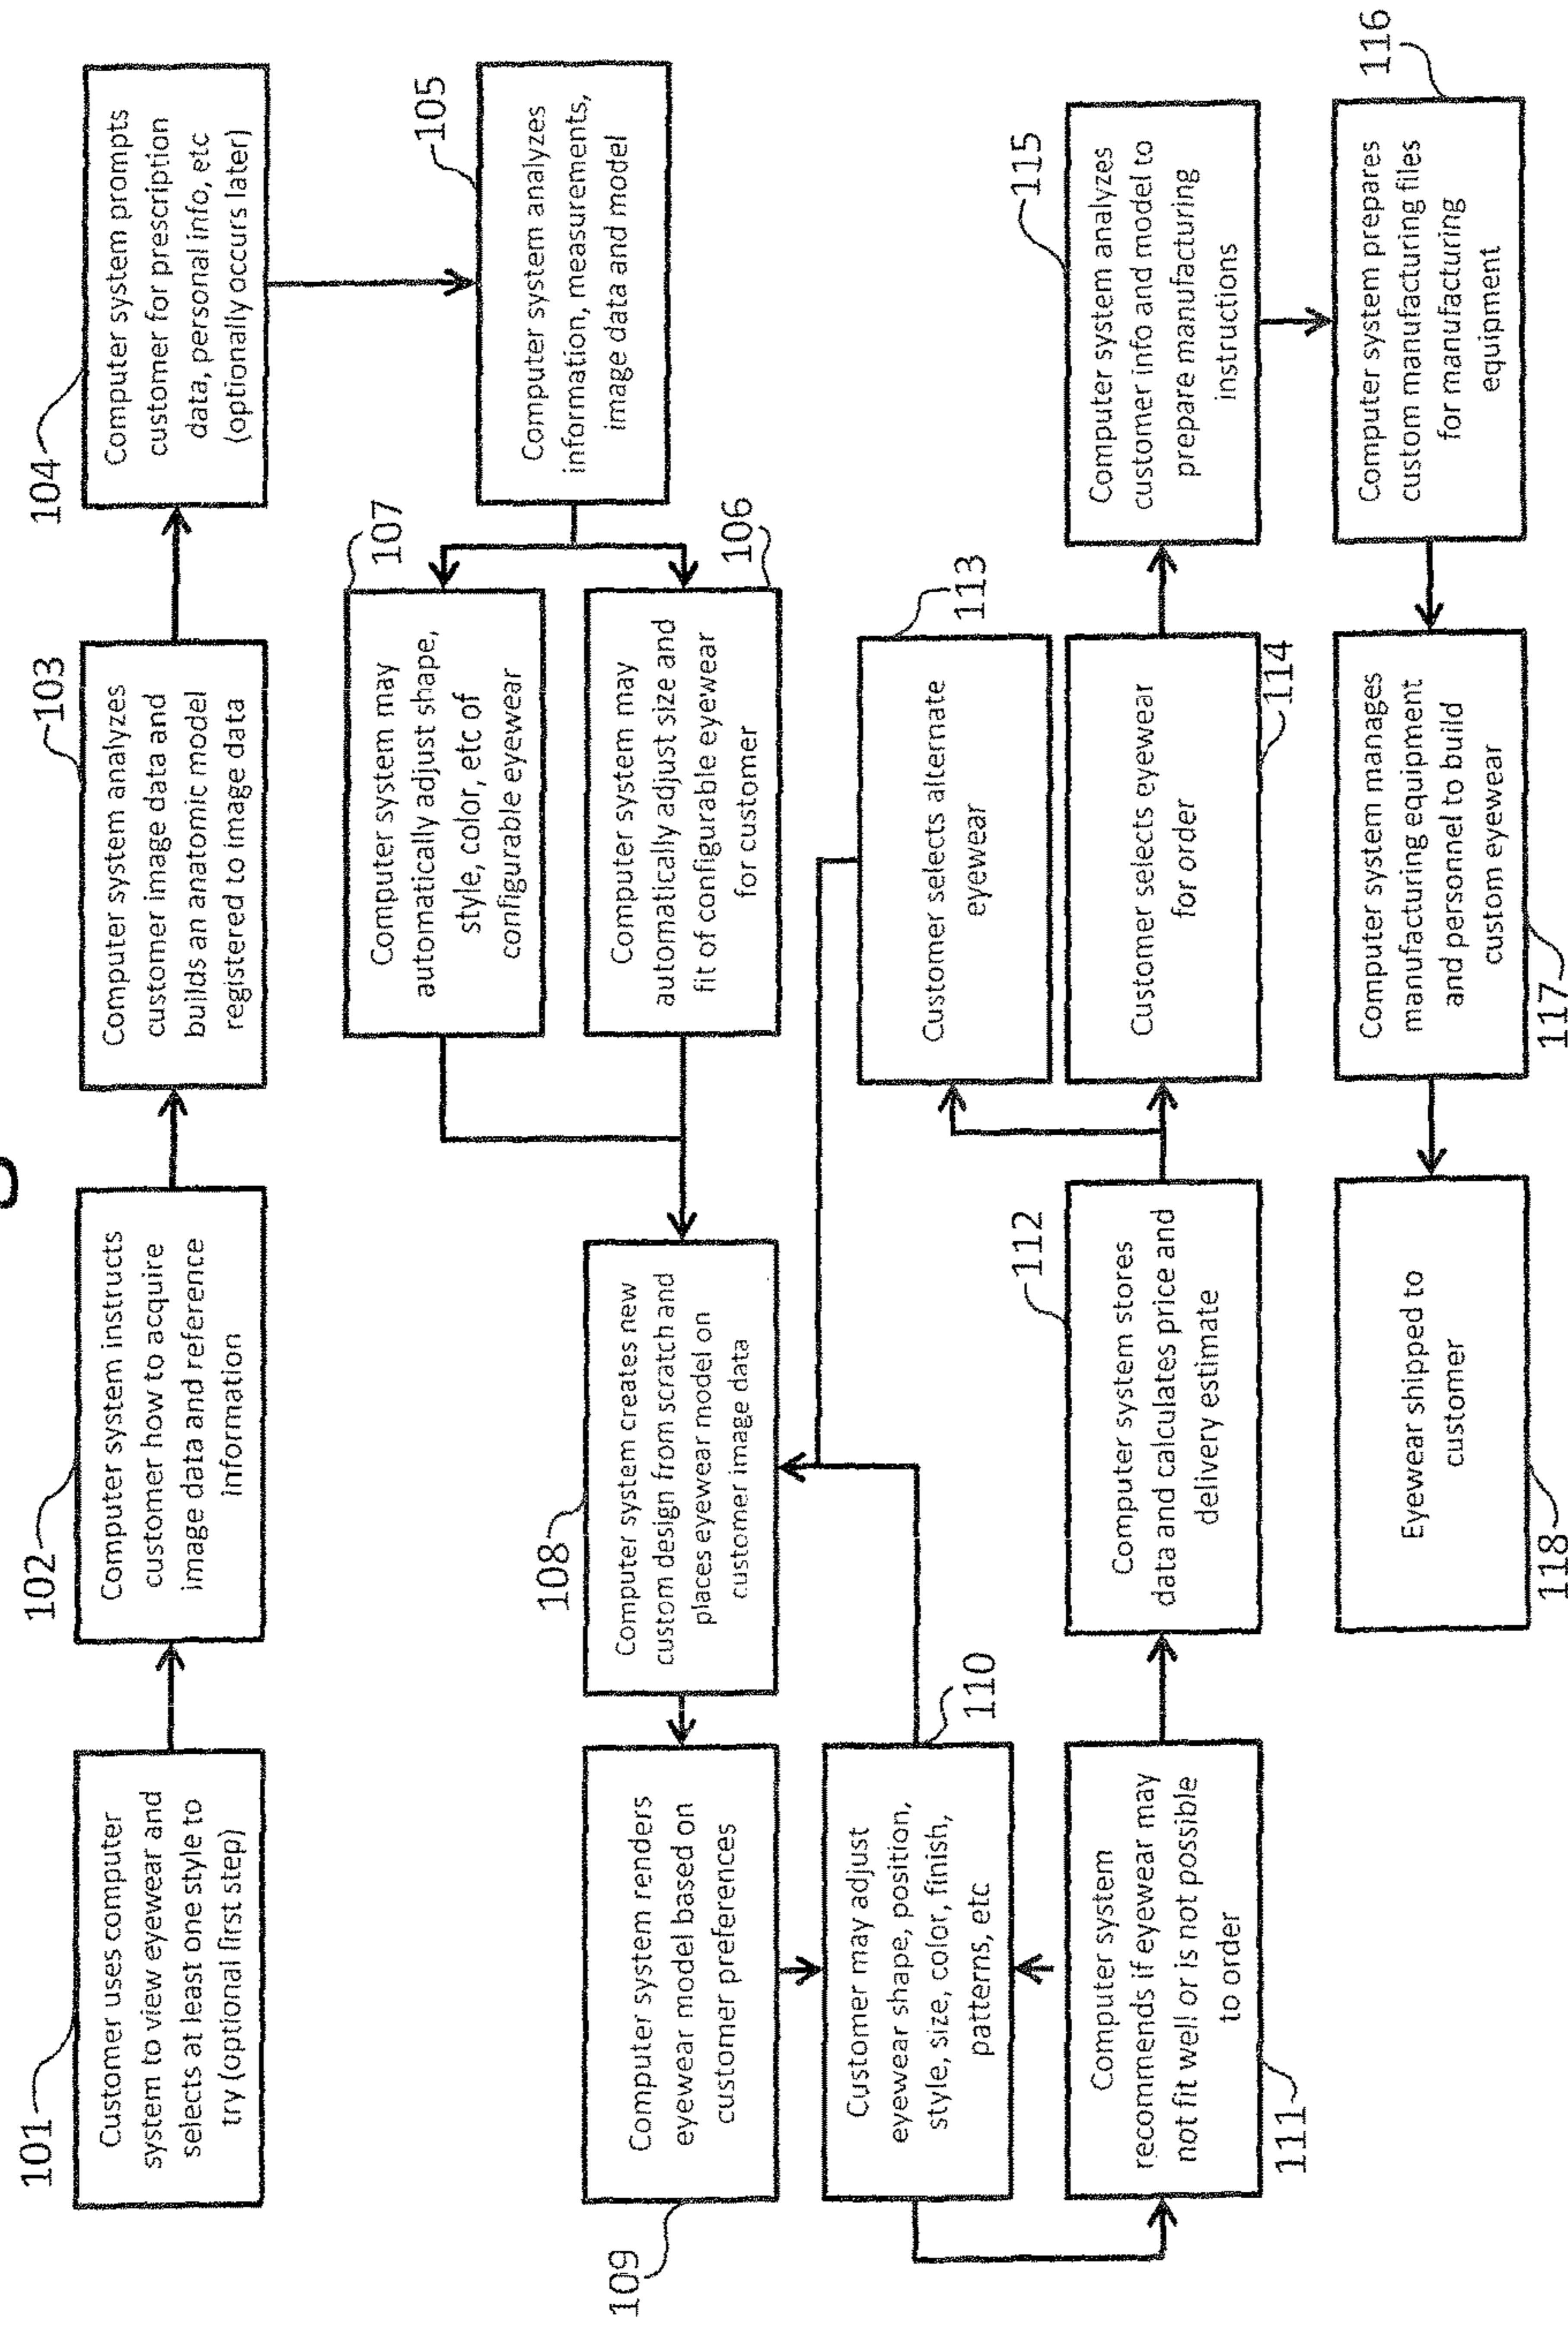 101
Customer uses computer
system to view eyewear and
selects at least one style to
try (optional first step)
102
Computer system instructs
customer how to acquire
image data and reference
information
103
Computer system analyzes
customer image data and
builds an anatomic model
registered to image data
104
Computer system prompts
customer for prescription
data, personal info, etc
(optionally occurs later)
105
Computer system analyzes
information, measurements,
image data and model
107
Computer system may
automatically adjust shape,
style, color, etc of
configurable eyewear
106
Computer system may
automatically adjust size and
fit of configurable eyewear
for customer
108
Computer system creates new
custom design from scratch and
places eyewear model on
customer image data
109
Computer system renders
eyewear model based on
customer preferences
110
Customer may adjust
eyewear shape, position,
style, size, color, finish,
patterns, etc
111
Computer system
recommends if eyewear may
not fit well or is not possible
to order
112
Computer system stores
data and calculates price and
delivery estimate
113
Customer selects alternate
eyewear
114
Customer selects eyewear
for order
115
Computer system analyzes
customer info and model to
prepare manufacturing
instructions
116
Computer system prepares
custom manufacturing files
for manufacturing
equipment
117
Computer system manages
manufacturing equipment
and personnel to build
custom eyewear
118
Eyewear shipped to
customer